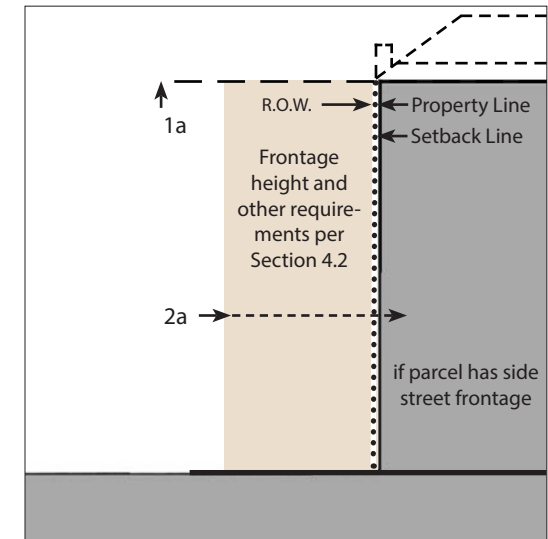 R.O.W.
Property Line
1a
Setback Line
Frontage
height and
other require-
ments per
Section 4.2
2a
if parcel has side
street frontage